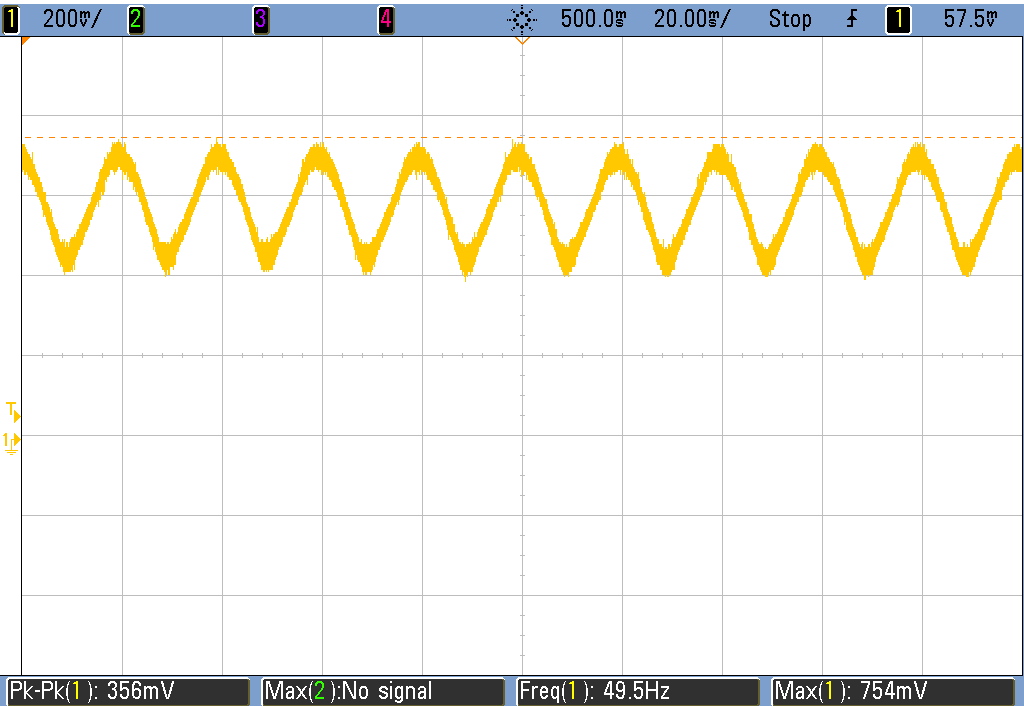 1 200mV/ 2 3 4 500.0ms 20.00ms/ Stop 1 57.5mV
T
1
Pk-Pk(1): 356mV Max(2):No signal Freq(1): 49.5Hz Max(1): 754mV